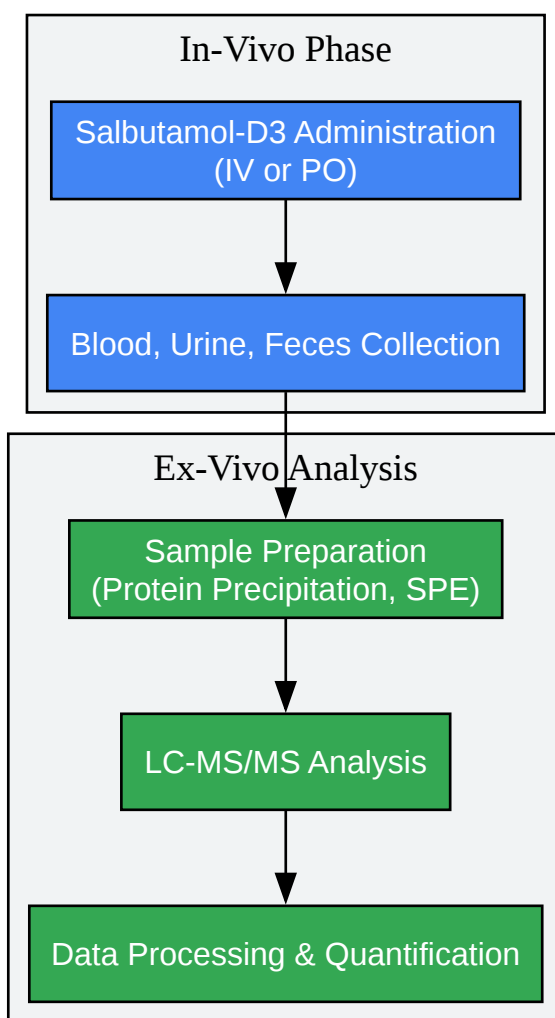 In-Vivo Phase
Salbutamol-D3 Administration
(IV or PO)
Blood, Urine, Feces Collection
Ex-Vivo Analysis
Sample Preparation
(Protein Precipitation, SPE)
LC-MS/MS Analysis
Data Processing & Quantification